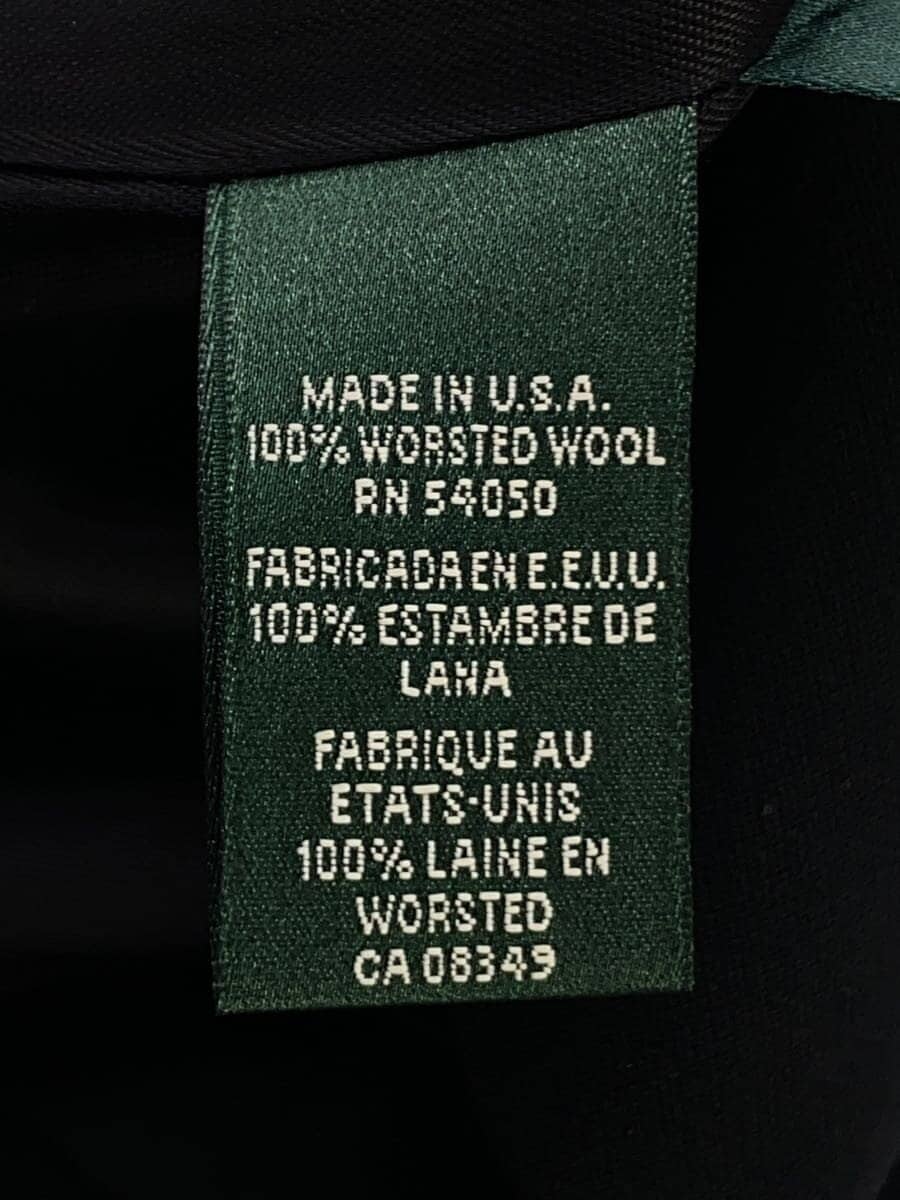 MADE IN U.S.A.
100% WORSTED WOOL
RN 54050
FABRICADA EN E.E.U.U.
100% ESTAMBRE DE
LANA
FABRIQUE AU
ETATS-UNIS
100% LAINE EN
WORSTED
CA 08349